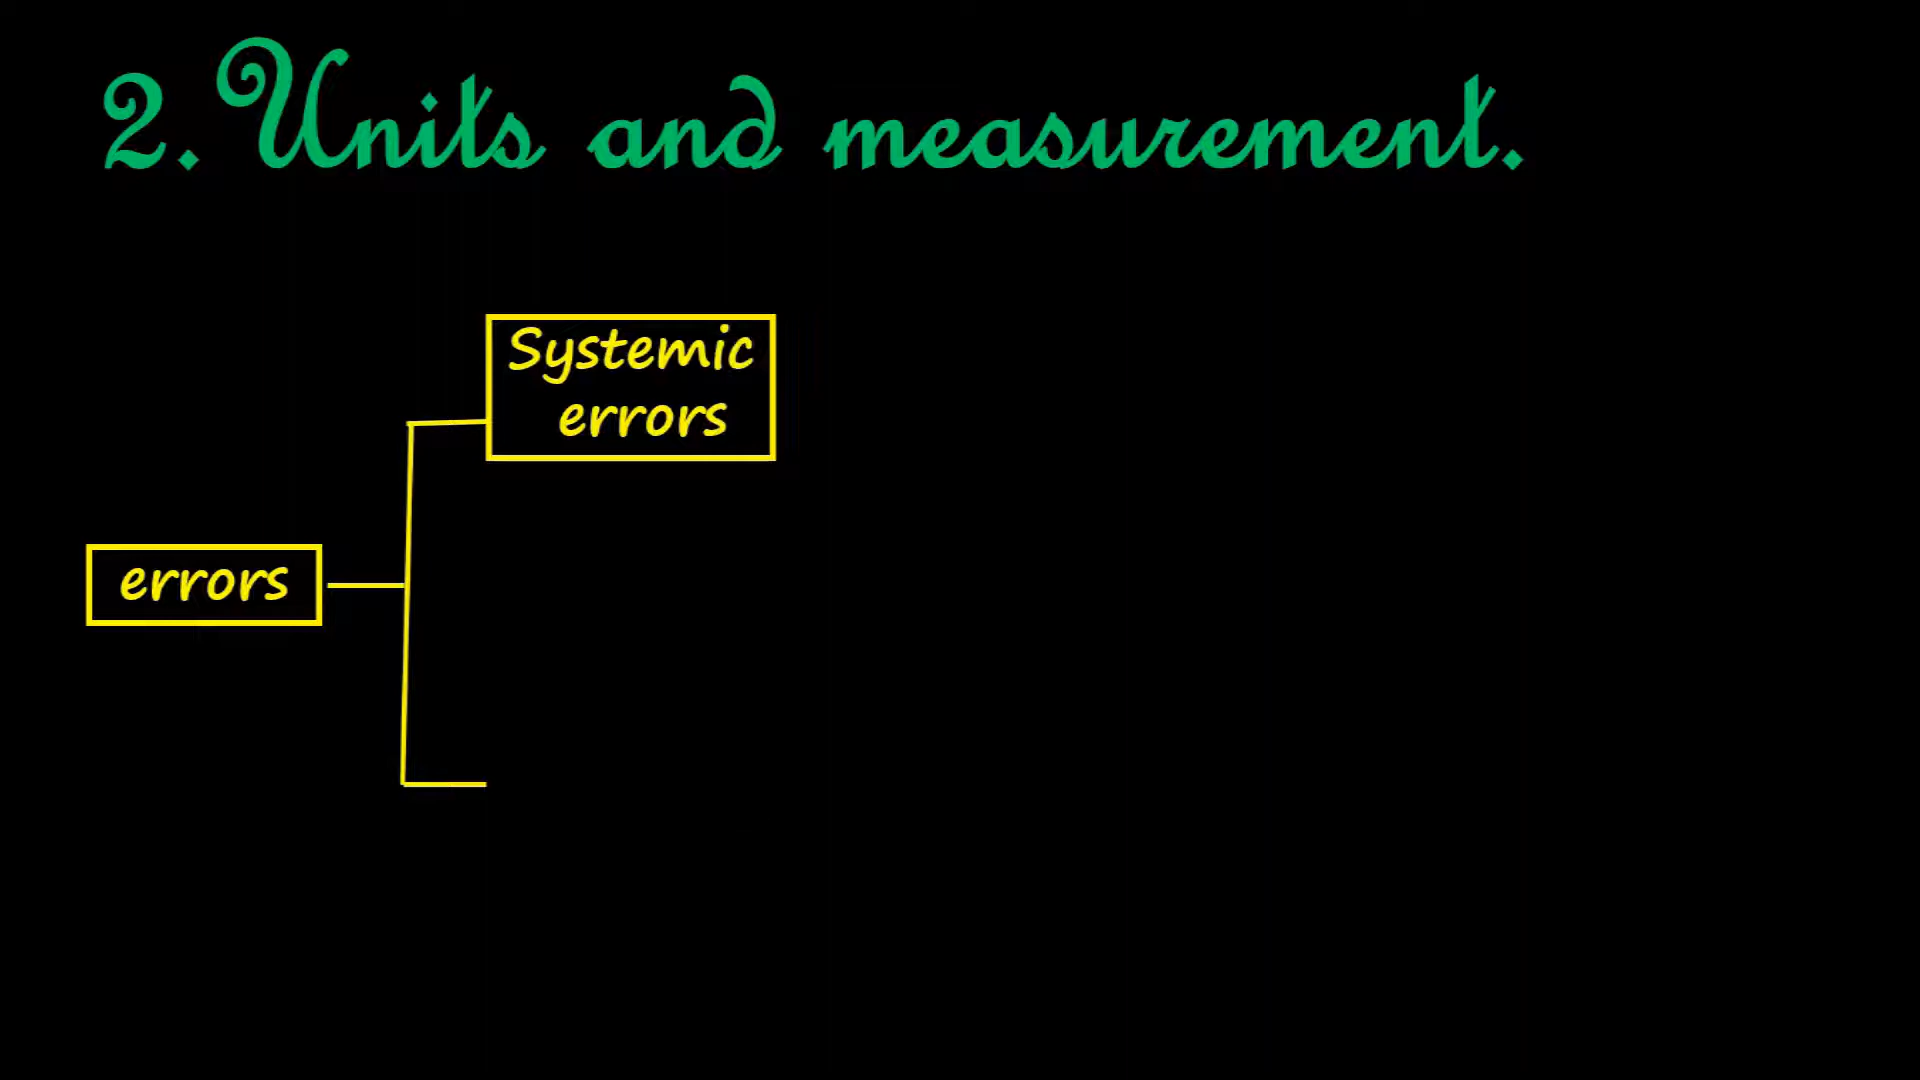 2. Units and measurement.
Systemic
errors
errors